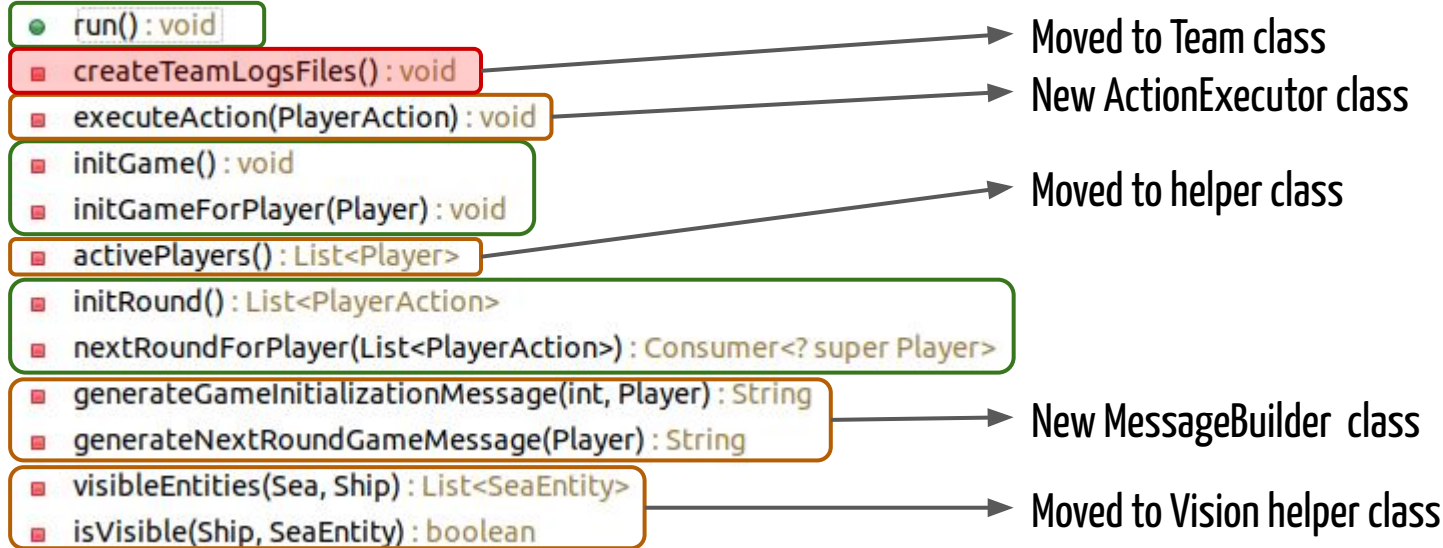 run() : void
createTeamLogsFiles() : void
Moved to Team class
executeAction(PlayerAction) : void
New ActionExecutor class
initGame() : void
initGameForPlayer(Player) : void
Moved to helper class
activePlayers() : List<Player>
initRound() : List<PlayerAction>
nextRoundForPlayer(List<PlayerAction>) : Consumer<? super Player>
generateGameInitializationMessage(int, Player) : String
generateNextRoundGameMessage(Player) : String
New MessageBuilder class
visibleEntities(Sea, Ship) : List<SeaEntity>
isVisible(Ship, SeaEntity) : boolean
Moved to Vision helper class